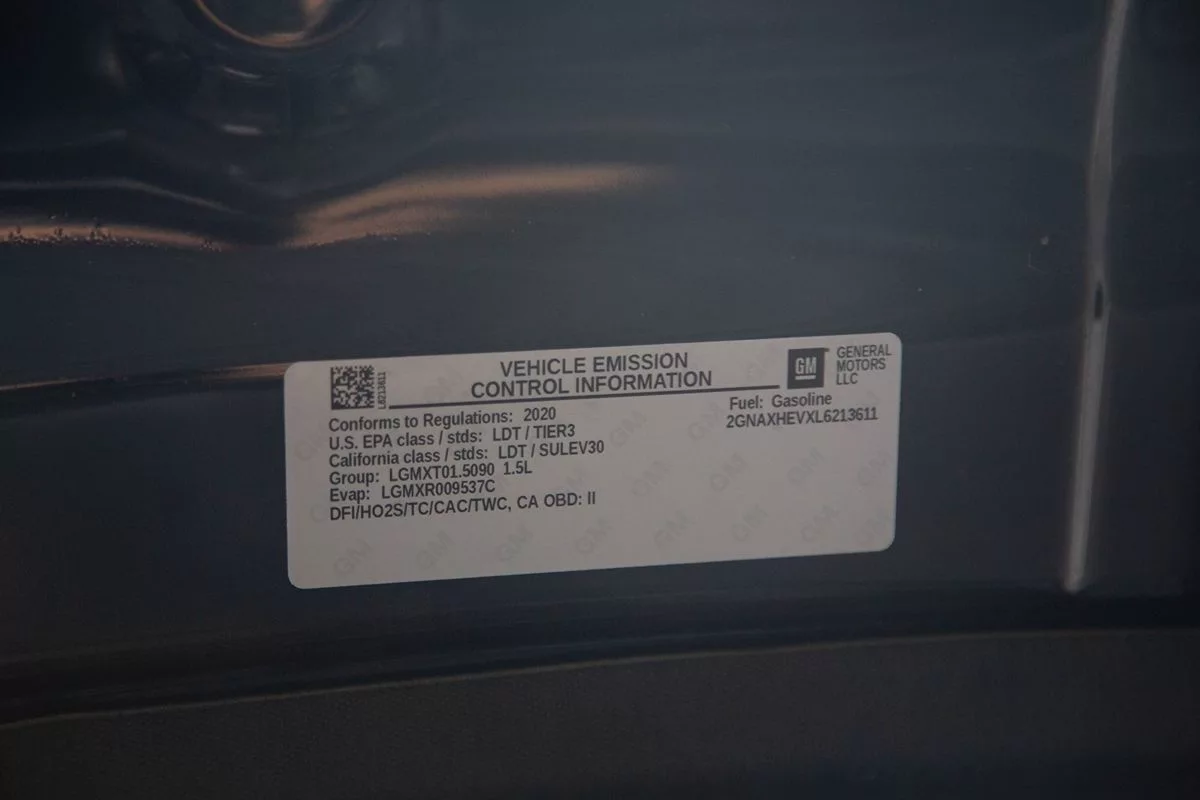 L6213611
VEHICLE EMISSION
CONTROL INFORMATION
GM
GENERAL
MOTORS
LLC
Conforms to Regulations: 2020
U.S. EPA class / stds: LDT / TIER3
California class / stds: LDT / SULEV30
Group: LGMXT01.5090 1.5L
Evap: LGMXR009537C
DFI/HO2S/TC/CAC/TWC, CA OBD: II
Fuel: Gasoline
2GNAXHEVXL6213611